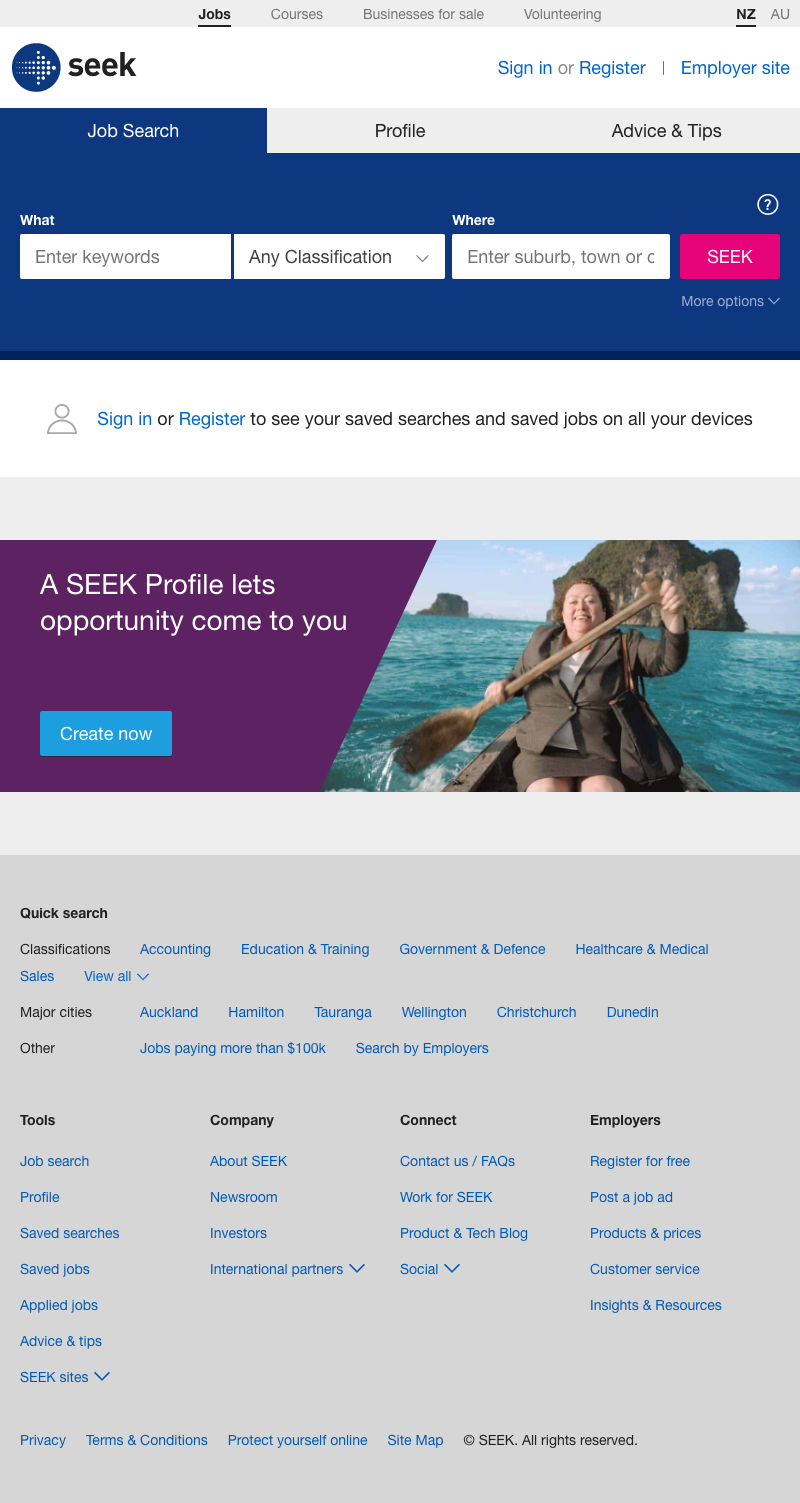 Jobs Courses Businesses for sale Volunteering NZ AU
seek Sign in or Register Employer site
Job Search Profile Advice & Tips
?
What Where
Enter keywords Any Classification Enter suburb, town or c SEEK
More options
Sign in or Register to see your saved searches and saved jobs on all your devices
A SEEK Profile lets
opportunity come to you
Create now
Quick search
Classifications Accounting Education & Training Government & Defence Healthcare & Medical
Sales View all
Major cities Auckland Hamilton Tauranga Wellington Christchurch Dunedin
Other Jobs paying more than $100k Search by Employers
Tools Company Connect Employers
Job search About SEEK Contact us / FAQs Register for free
Profile Newsroom Work for SEEK Post a job ad
Saved searches Investors Product & Tech Blog Products & prices
Saved jobs International partners Social Customer service
Applied jobs Insights & Resources
Advice & tips
SEEK sites
Privacy Terms & Conditions Protect yourself online Site Map © SEEK. All rights reserved.